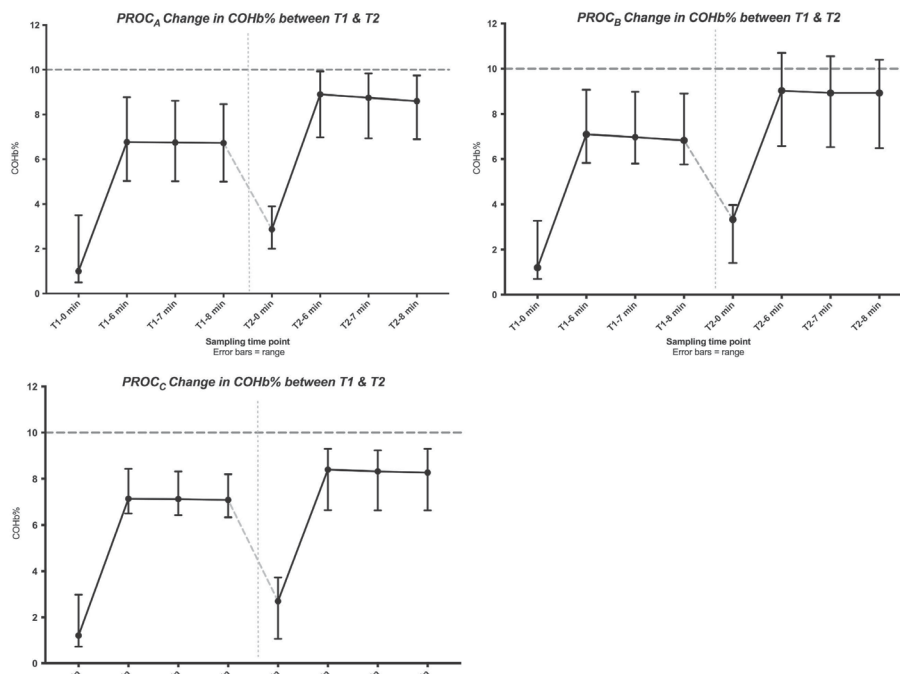 PROC_A Change in COHb% between T1 & T2
12
10
8
6
4
2
0
COHb%
T1-0 min
T1-6 min
T1-7 min
T1-8 min
T2-0 min
T2-6 min
T2-7 min
T2-8 min
Sampling time point
Error bars = range
PROC_B Change in COHb% between T1 & T2
12
10
8
6
4
2
0
COHb%
T1-0 min
T1-6 min
T1-7 min
T1-8 min
T2-0 min
T2-6 min
T2-7 min
T2-8 min
Sampling time point
Error bars = range
PROC_C Change in COHb% between T1 & T2
12
10
8
6
4
2
0
COHb%